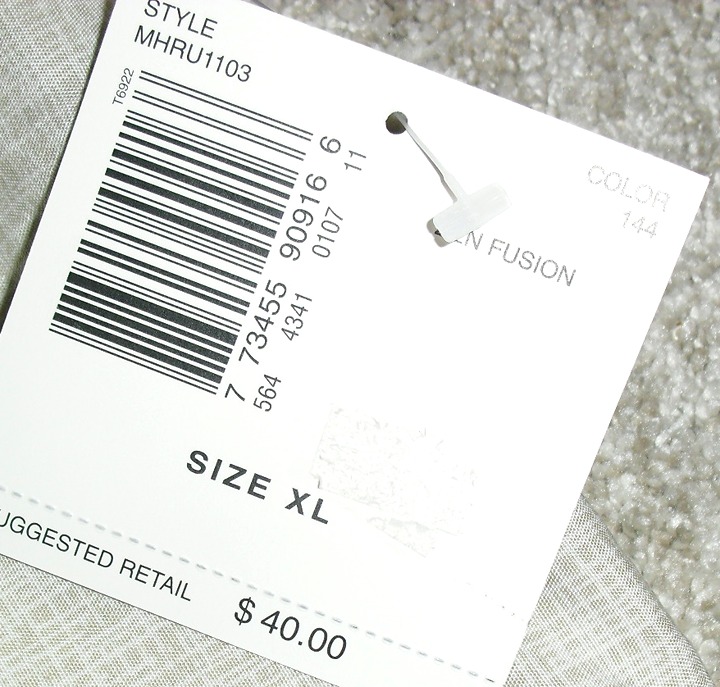 STYLE
MHRU1103
COLOR
144
FUSION
T6922
7 73455 90916 6
564 4341 0107 11
SIZE XL
SUGGESTED RETAIL $40.00